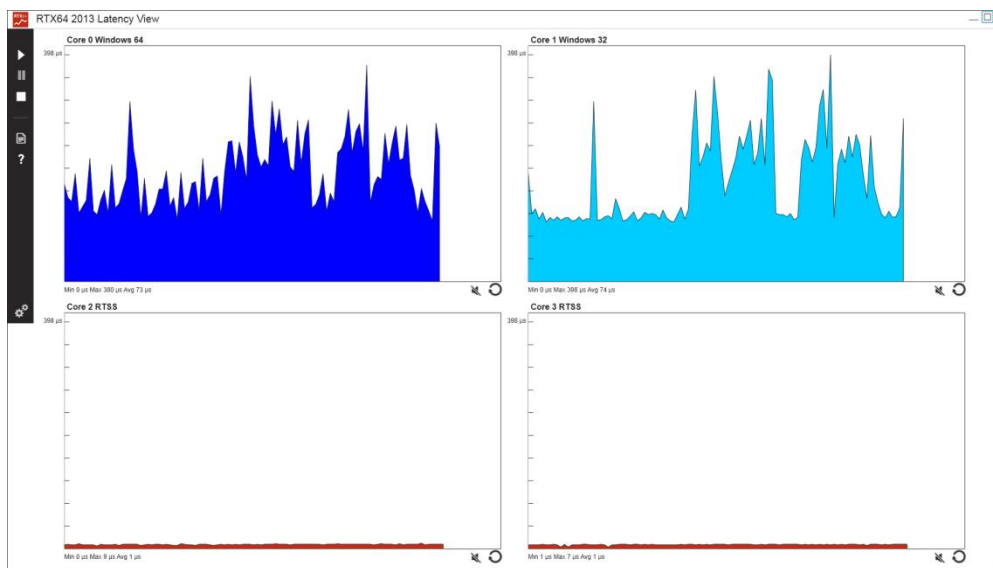 RTX64 2013 Latency View
Core 0 Windows 64
398 µs
Min 0 µs Max 380 µs Avg 73 µs
Core 1 Windows 32
398 µs
Min 0 µs Max 398 µs Avg 74 µs
?
Core 2 RTSS
398 µs
Min 0 µs Max 9 µs Avg 1 µs
Core 3 RTSS
398 µs
Min 1 µs Max 7 µs Avg 1 µs